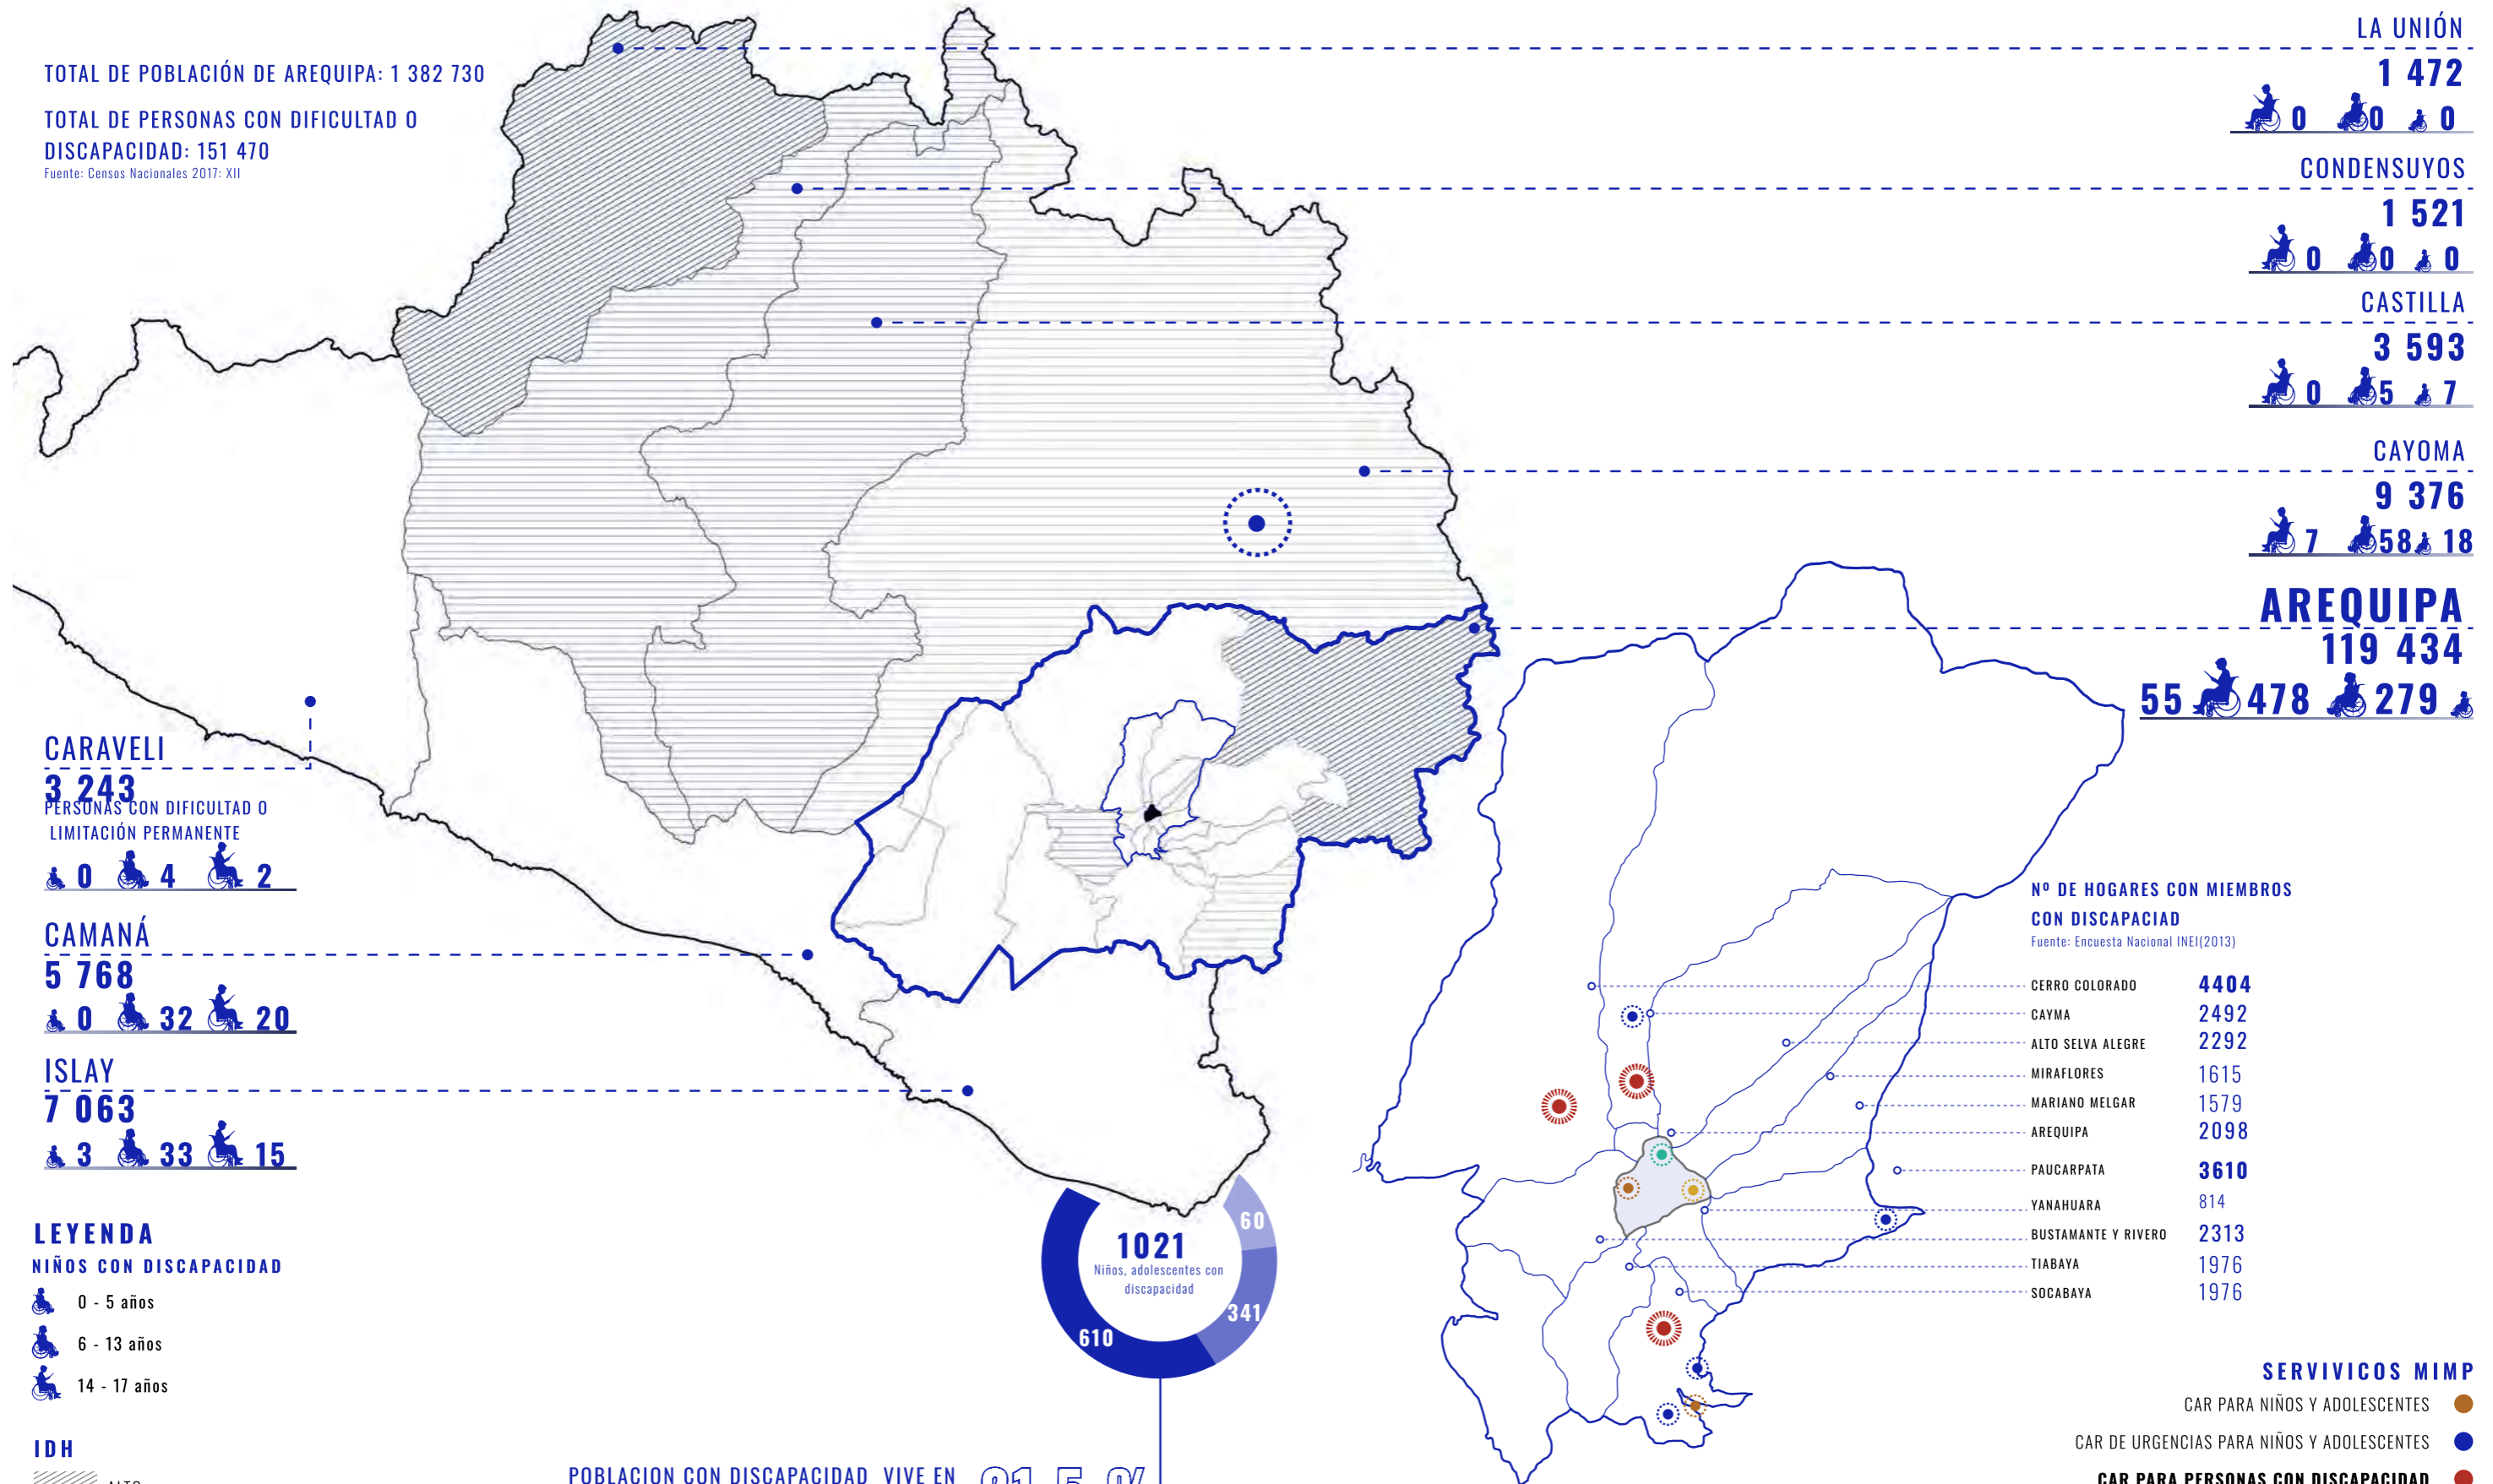 TOTAL DE POBLACIÓN DE AREQUIPA: 1 382 730
TOTAL DE PERSONAS CON DIFICULTAD O
DISCAPACIDAD: 151 470
Fuente: Censos Nacionales 2017: XII
LA UNIÓN
1 472
0 0 0
CONDENSUYOS
1 521
0 0 0
CASTILLA
3 593
0 5 7
CAYOMA
9 376
7 58 18
AREQUIPA
119 434
55 478 279
CARAVELI
3 243
PERSONAS CON DIFICULTAD O
LIMITACIÓN PERMANENTE
0 4 2
CAMANÁ
5 768
0 32 20
ISLAY
7 063
3 33 15
LEYENDA
NIÑOS CON DISCAPACIDAD
0 - 5 años
6 - 13 años
14 - 17 años
IDH
ALTO
1021
Niños, adolescentes con
discapacidad
60
341
610
POBLACION CON DISCAPACIDAD VIVE EN
Nº DE HOGARES CON MIEMBROS
CON DISCAPACIAD
Fuente: Encuesta Nacional INEI(2013)
CERRO COLORADO 4404
CAYMA 2492
ALTO SELVA ALEGRE 2292
MIRAFLORES 1615
MARIANO MELGAR 1579
AREQUIPA 2098
PAUCARPATA 3610
YANAHUARA 814
BUSTAMANTE Y RIVERO 2313
TIABAYA 1976
SOCABAYA 1976
SERVIVICOS MIMP
CAR PARA NIÑOS Y ADOLESCENTES
CAR DE URGENCIAS PARA NIÑOS Y ADOLESCENTES
CAR PARA PERSONAS CON DISCAPACIDAD